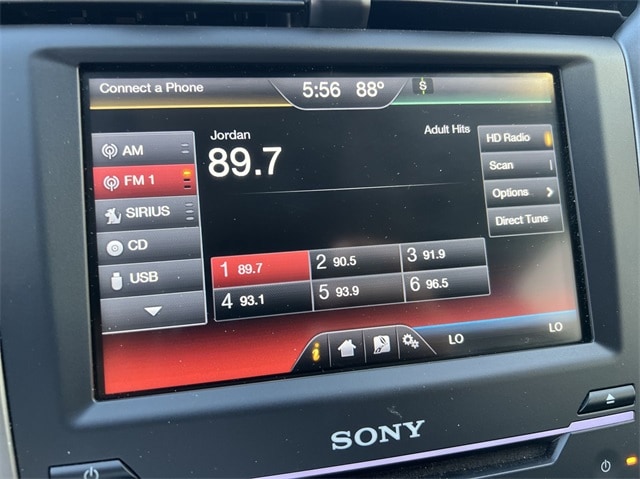 Connect a Phone 5:56 88°
Jordan Adult Hits
89.7
AM
FM 1
SIRIUS
CD
USB
HD Radio
Scan
Options
Direct Tune
1 89.7 2 90.5 3 91.9
4 93.1 5 93.9 6 96.5
i LO LO
SONY